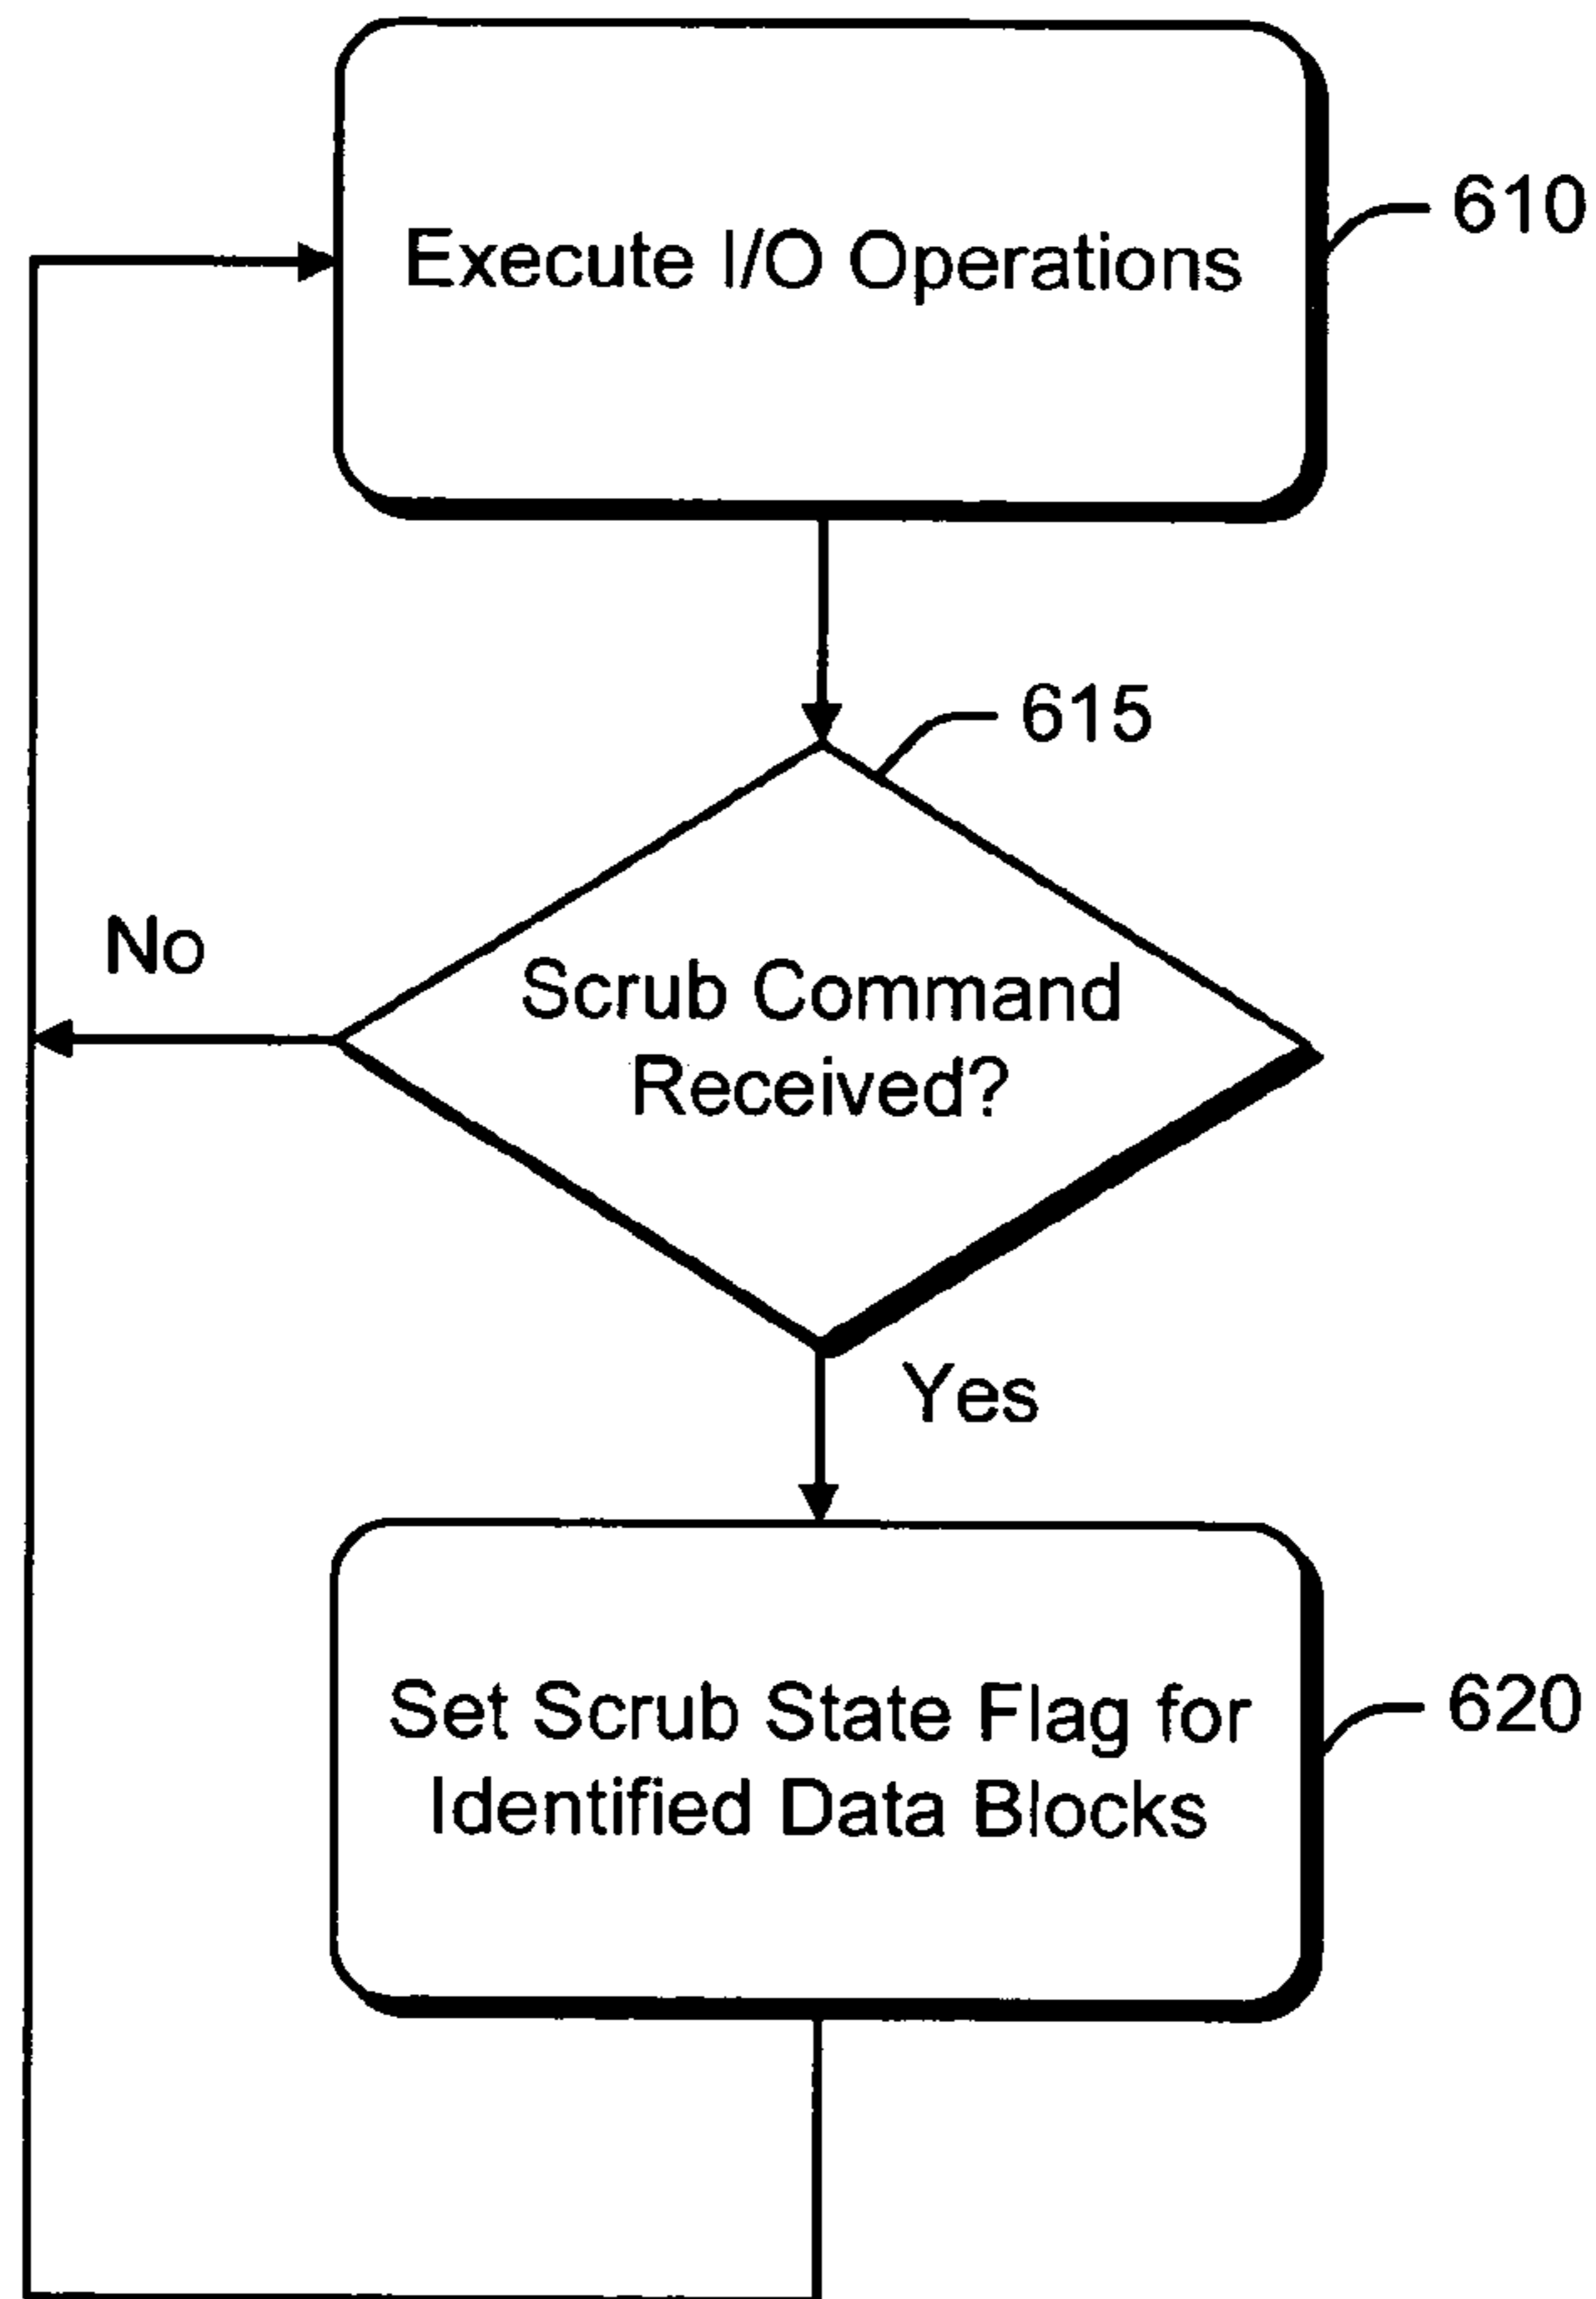 Execute I/O Operations
610
615
Scrub Command
Received?
No
Yes
Set Scrub State Flag for
Identified Data Blocks
620